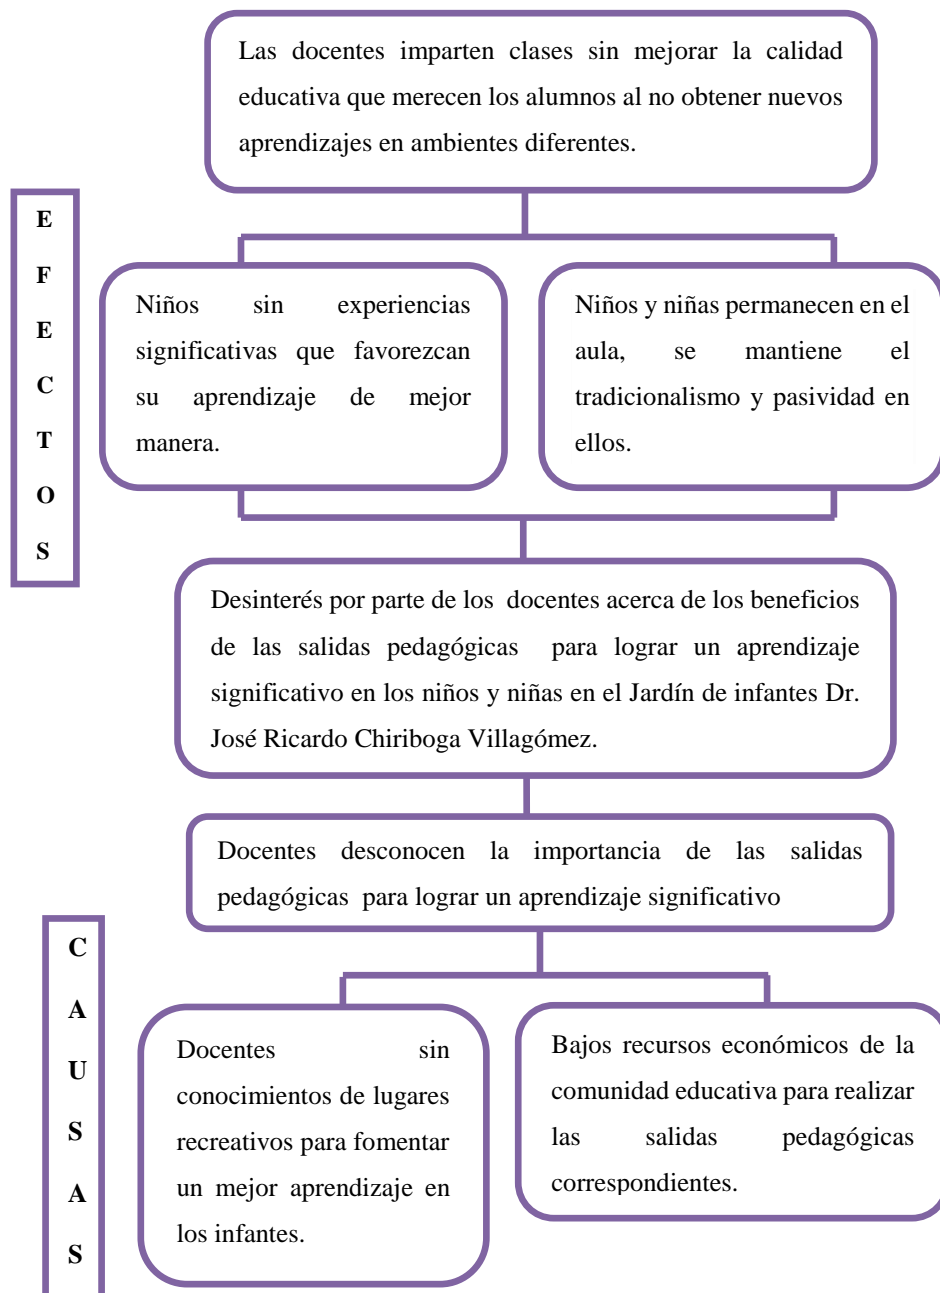 Las docentes imparten clases sin mejorar la calidad
educativa que merecen los alumnos al no obtener nuevos
aprendizajes en ambientes diferentes.
E
F
E
C
T
O
S
Niños sin experiencias
significativas que favorezcan
su aprendizaje de mejor
manera.
Niños y niñas permanecen en el
aula, se mantiene el
tradicionalismo y pasividad en
ellos.
Desinterés por parte de los docentes acerca de los beneficios
de las salidas pedagógicas para lograr un aprendizaje
significativo en los niños y niñas en el Jardín de infantes Dr.
José Ricardo Chiriboga Villagómez.
Docentes desconocen la importancia de las salidas
pedagógicas para lograr un aprendizaje significativo
C
A
U
S
A
S
Docentes sin
conocimientos de lugares
recreativos para fomentar
un mejor aprendizaje en
los infantes.
Bajos recursos económicos de la
comunidad educativa para realizar
las salidas pedagógicas
correspondientes.